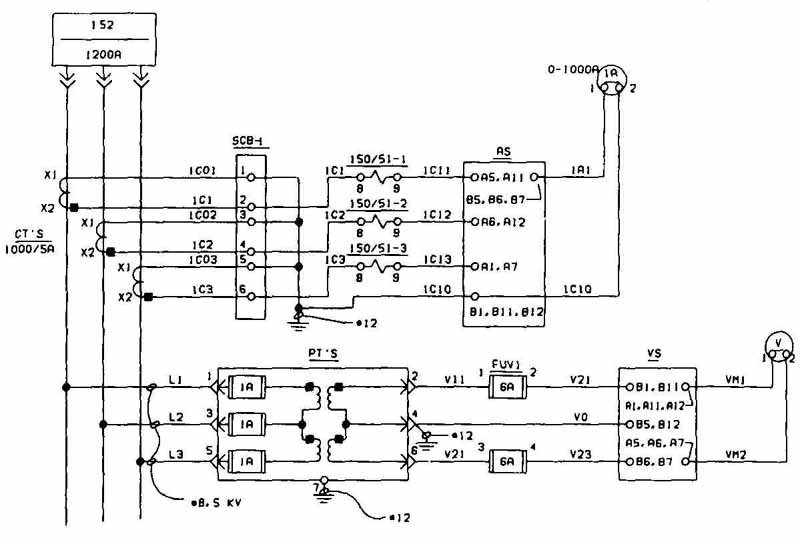 152
1200A
0-1000A
1A
1 2
SCB-1
150/51-1
AS
X1 1C01 1 1C1 8 9 1C11 A5,A11 1A1
X2 1C1 2 B5,B6,B7
X1 1C02 3 150/51-2
1C2 8 9 1C12 A6,A12
CT'S
1000/5A
X2 1C2 4 150/51-3
X1 1C03 5 1C3 8 9 1C13 A1,A7
X2 1C3 6 1C10 1C10
B1,B11,B12
*12
PT'S
FUV1
VS
V
1 2
L1 1 1A 2 V11 1 6A 2 V21 B1,B11 VM1
A1,A11,A12
L2 3 1A 4 V0 B5,B12
*12
A5,A6,A7
L3 5 1A 6 V21 3 6A 4 V23 B6,B7 VM2
7
*8.5 KV
*12